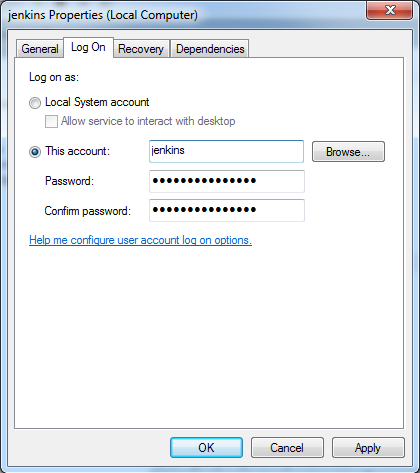 jenkins Properties (Local Computer)
General Log On Recovery Dependencies
Log on as:
Local System account
Allow service to interact with desktop
This account: jenkins Browse...
Password: •••••••••••••••
Confirm password: •••••••••••••••
Help me configure user account log on options.
OK Cancel Apply